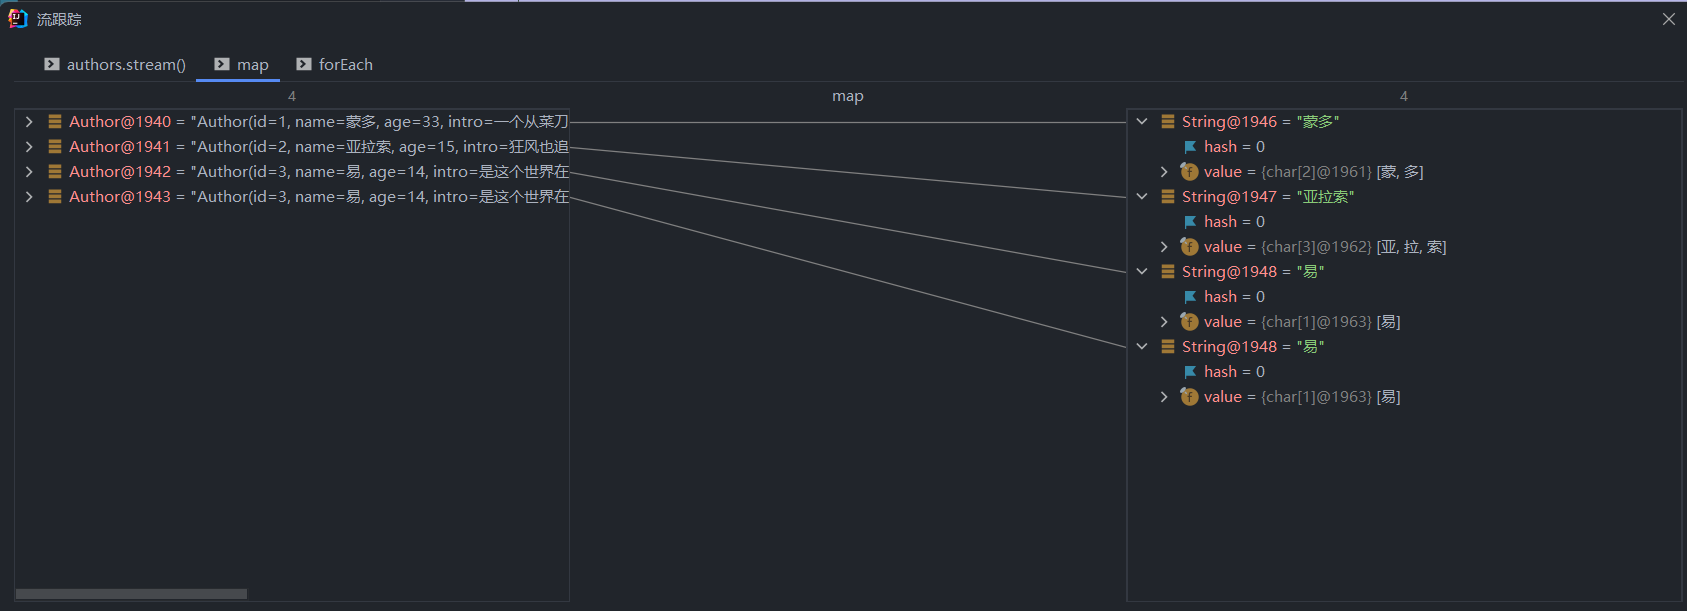 流跟踪
authors.stream() map forEach
4 map 4
Author@1940 = "Author(id=1, name=蒙多, age=33, intro=一个从菜刀
Author@1941 = "Author(id=2, name=亚拉索, age=15, intro=狂风也追
Author@1942 = "Author(id=3, name=易, age=14, intro=是这个世界在
Author@1943 = "Author(id=3, name=易, age=14, intro=是这个世界在
String@1946 = "蒙多"
hash = 0
value = {char[2]@1961} [蒙, 多]
String@1947 = "亚拉索"
hash = 0
value = {char[3]@1962} [亚, 拉, 索]
String@1948 = "易"
hash = 0
value = {char[1]@1963} [易]
String@1948 = "易"
hash = 0
value = {char[1]@1963} [易]